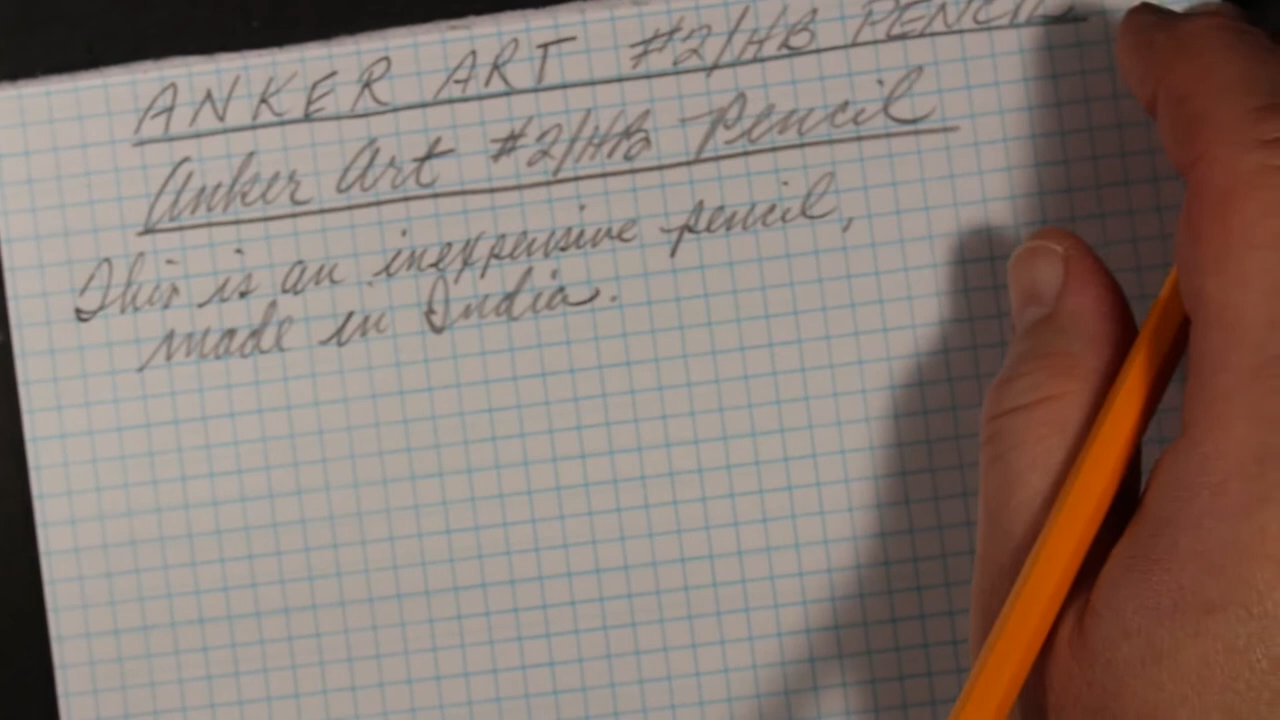 ANKER ART #2/HB PENCIL
Anker Art #2/HB Pencil
This is an inexpensive pencil,
made in India.